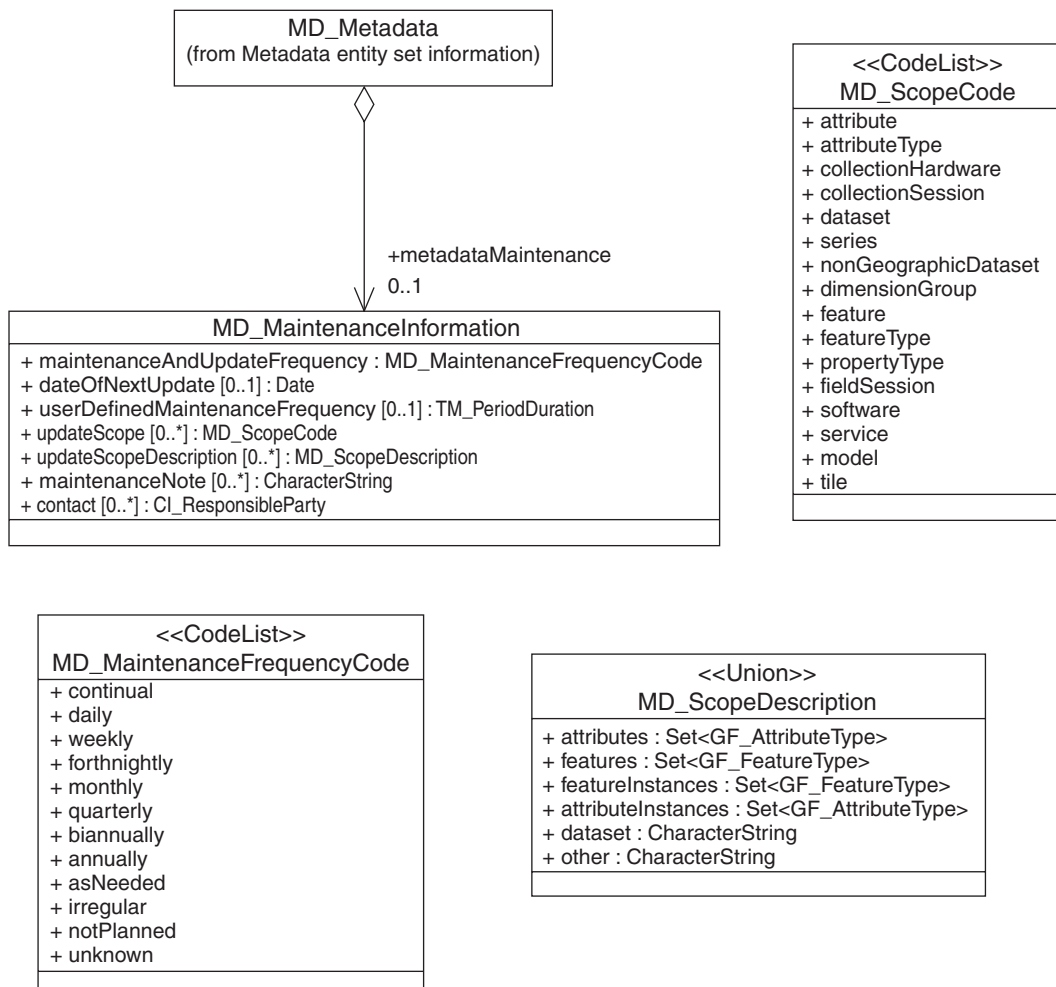 MD_Metadata
(from Metadata entity set information)
+metadataMaintenance
0..1
MD_MaintenanceInformation
+ maintenanceAndUpdateFrequency : MD_MaintenanceFrequencyCode
+ dateOfNextUpdate [0..1] : Date
+ userDefinedMaintenanceFrequency [0..1] : TM_PeriodDuration
+ updateScope [0..*] : MD_ScopeCode
+ updateScopeDescription [0..*] : MD_ScopeDescription
+ maintenanceNote [0..*] : CharacterString
+ contact [0..*] : CI_ResponsibleParty
<<CodeList>>
MD_ScopeCode
+ attribute
+ attributeType
+ collectionHardware
+ collectionSession
+ dataset
+ series
+ nonGeographicDataset
+ dimensionGroup
+ feature
+ featureType
+ propertyType
+ fieldSession
+ software
+ service
+ model
+ tile
<<CodeList>>
MD_MaintenanceFrequencyCode
+ continual
+ daily
+ weekly
+ forthnightly
+ monthly
+ quarterly
+ biannually
+ annually
+ asNeeded
+ irregular
+ notPlanned
+ unknown
<<Union>>
MD_ScopeDescription
+ attributes : Set<GF_AttributeType>
+ features : Set<GF_FeatureType>
+ featureInstances : Set<GF_FeatureType>
+ attributeInstances : Set<GF_AttributeType>
+ dataset : CharacterString
+ other : CharacterString